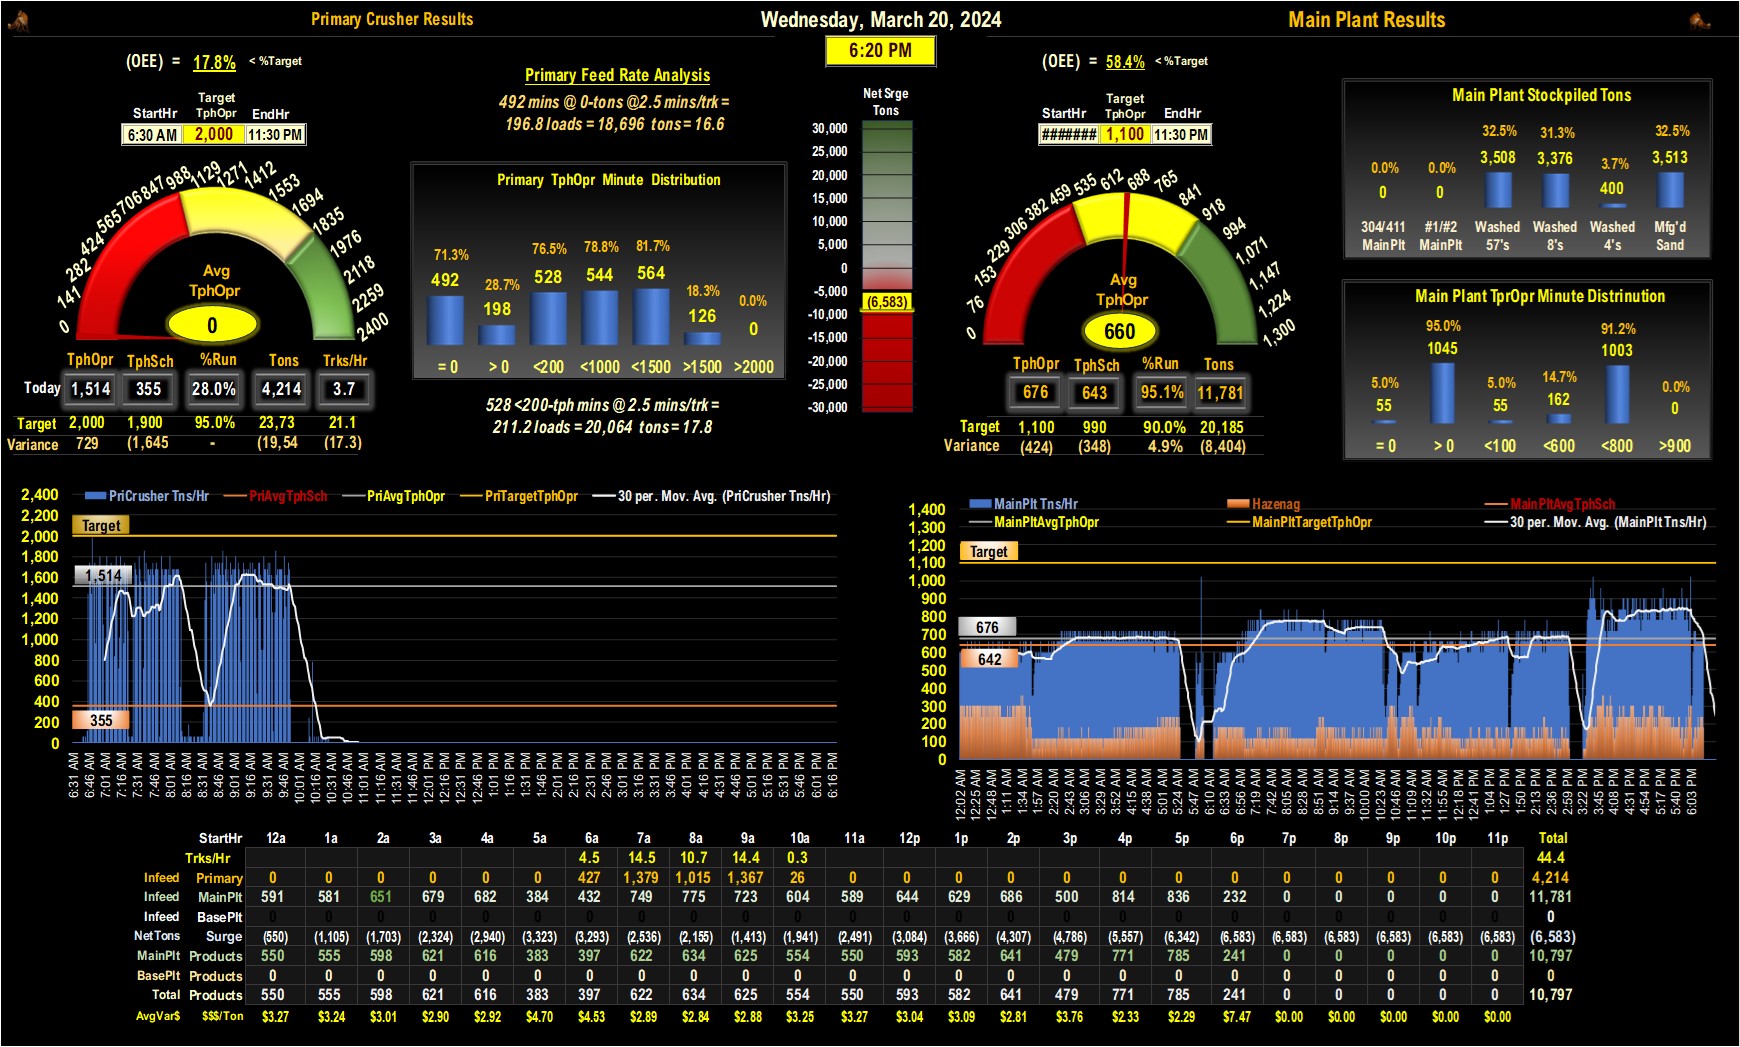 Primary Crusher Results
Wednesday, March 20, 2024
Main Plant Results
6:20 PM
(OEE) = 17.8% < %Target
StartHr Target TphOpr EndHr
6:30 AM 2,000 11:30 PM
0 141 282 424 565 706 847 988 1129 1271 1412 1553 1694 1835 1976 2118 2259 2400
Avg
TphOpr
0
TphOpr TphSch %Run Tons Trks/Hr
Today 1,514 355 28.0% 4,214 3.7
Target 2,000 1,900 95.0% 23,73 21.1
Variance 729 (1,645 - (19,54 (17.3)
Primary Feed Rate Analysis
492 mins @ 0-tons @2.5 mins/trk =
196.8 loads = 18,696 tons = 16.6
Primary TphOpr Minute Distribution
71.3% 28.7% 76.5% 78.8% 81.7% 18.3% 0.0%
492 198 528 544 564 126 0
= 0 > 0 <200 <1000 <1500 >1500 >2000
528 <200-tph mins @ 2.5 mins/trk =
211.2 loads = 20,064 tons = 17.8
Net Srge
Tons
30,000
25,000
20,000
15,000
10,000
5,000
0
-5,000
(6,583)
-10,000
-15,000
-20,000
-25,000
-30,000
(OEE) = 58.4% < %Target
StartHr Target TphOpr EndHr
####### 1,100 11:30 PM
0 76 153 229 306 382 459 535 612 688 765 841 918 994 1,071 1,147 1,224 1,300
Avg
TphOpr
660
TphOpr TphSch %Run Tons
676 643 95.1% 11,781
Target 1,100 990 90.0% 20,185
Variance (424) (348) 4.9% (8,404)
Main Plant Stockpiled Tons
0.0% 0.0% 32.5% 31.3% 3.7% 32.5%
0 0 3,508 3,376 400 3,513
304/411 #1/#2 Washed Washed Washed Mfg'd
MainPlt MainPlt 57's 8's 4's Sand
Main Plant TprOpr Minute Distrinution
5.0% 95.0% 5.0% 14.7% 91.2% 0.0%
55 1045 55 162 1003 0
= 0 > 0 <100 <600 <800 >900
PriCrusher Tns/Hr PriAvgTphSch PriAvgTphOpr PriTargetTphOpr 30 per. Mov. Avg. (PriCrusher Tns/Hr)
2,400
2,200
2,000
1,800
1,600
1,400
1,200
1,000
800
600
400
200
0
Target
1,514
355
6:31 AM 6:46 AM 7:01 AM 7:16 AM 7:31 AM 7:46 AM 8:01 AM 8:16 AM 8:31 AM 8:46 AM 9:01 AM 9:16 AM 9:31 AM 9:46 AM 10:01 AM 10:16 AM 10:31 AM 10:46 AM 11:01 AM 11:16 AM 11:31 AM 11:46 AM 12:01 PM 12:16 PM 12:31 PM 12:46 PM 1:01 PM 1:16 PM 1:31 PM 1:46 PM 2:01 PM 2:16 PM 2:31 PM 2:46 PM 3:01 PM 3:16 PM 3:31 PM 3:46 PM 4:01 PM 4:16 PM 4:31 PM 4:46 PM 5:01 PM 5:16 PM 5:31 PM 5:46 PM 6:01 PM 6:16 PM
MainPlt Tns/Hr Hazenag MainPltAvgTphSch
MainPltAvgTphOpr MainPltTargetTphOpr 30 per. Mov. Avg. (MainPlt Tns/Hr)
1,400
1,300
1,200
1,100
1,000
900
800
700
600
500
400
300
200
100
0
Target
676
642
12:02 AM 12:25 AM 12:48 AM 1:11 AM 1:34 AM 1:57 AM 2:20 AM 2:43 AM 3:06 AM 3:29 AM 3:52 AM 4:15 AM 4:38 AM 5:01 AM 5:24 AM 5:47 AM 6:10 AM 6:33 AM 6:56 AM 7:19 AM 7:42 AM 8:05 AM 8:28 AM 8:51 AM 9:14 AM 9:37 AM 10:00 AM 10:23 AM 10:46 AM 11:09 AM 11:32 AM 11:55 AM 12:18 PM 12:41 PM 1:04 PM 1:27 PM 1:50 PM 2:13 PM 2:36 PM 2:59 PM 3:22 PM 3:45 PM 4:08 PM 4:31 PM 4:54 PM 5:17 PM 5:40 PM 6:03 PM
StartHr 12a 1a 2a 3a 4a 5a 6a 7a 8a 9a 10a 11a 12p 1p 2p 3p 4p 5p 6p 7p 8p 9p 10p 11p Total
Trks/Hr 4.5 14.5 10.7 14.4 0.3 44.4
Infeed Primary 0 0 0 0 0 0 427 1,379 1,015 1,367 26 0 0 0 0 0 0 0 0 0 0 0 0 0 4,214
Infeed MainPlt 591 581 651 679 682 384 432 749 775 723 604 589 644 629 686 500 814 836 232 0 0 0 0 0 11,781
Infeed BasePlt 0 0 0 0 0 0 0 0 0 0 0 0 0 0 0 0 0 0 0 0 0 0 0 0 0
NetTons Surge (550) (1,105) (1,703) (2,324) (2,940) (3,323) (3,293) (2,536) (2,155) (1,413) (1,941) (2,491) (3,084) (3,666) (4,307) (4,786) (5,557) (6,342) (6,583) (6,583) (6,583) (6,583) (6,583) (6,583) (6,583)
MainPlt Products 550 555 598 621 616 383 397 622 634 625 554 550 593 582 641 479 771 785 241 0 0 0 0 0 10,797
BasePlt Products 0 0 0 0 0 0 0 0 0 0 0 0 0 0 0 0 0 0 0 0 0 0 0 0 0
Total Products 550 555 598 621 616 383 397 622 634 625 554 550 593 582 641 479 771 785 241 0 0 0 0 0 10,797
AvgVar$ $$$/Ton $3.27 $3.24 $3.01 $2.90 $2.92 $4.70 $4.53 $2.89 $2.84 $2.88 $3.25 $3.27 $3.04 $3.09 $2.81 $3.76 $2.33 $2.29 $7.47 $0.00 $0.00 $0.00 $0.00 $0.00